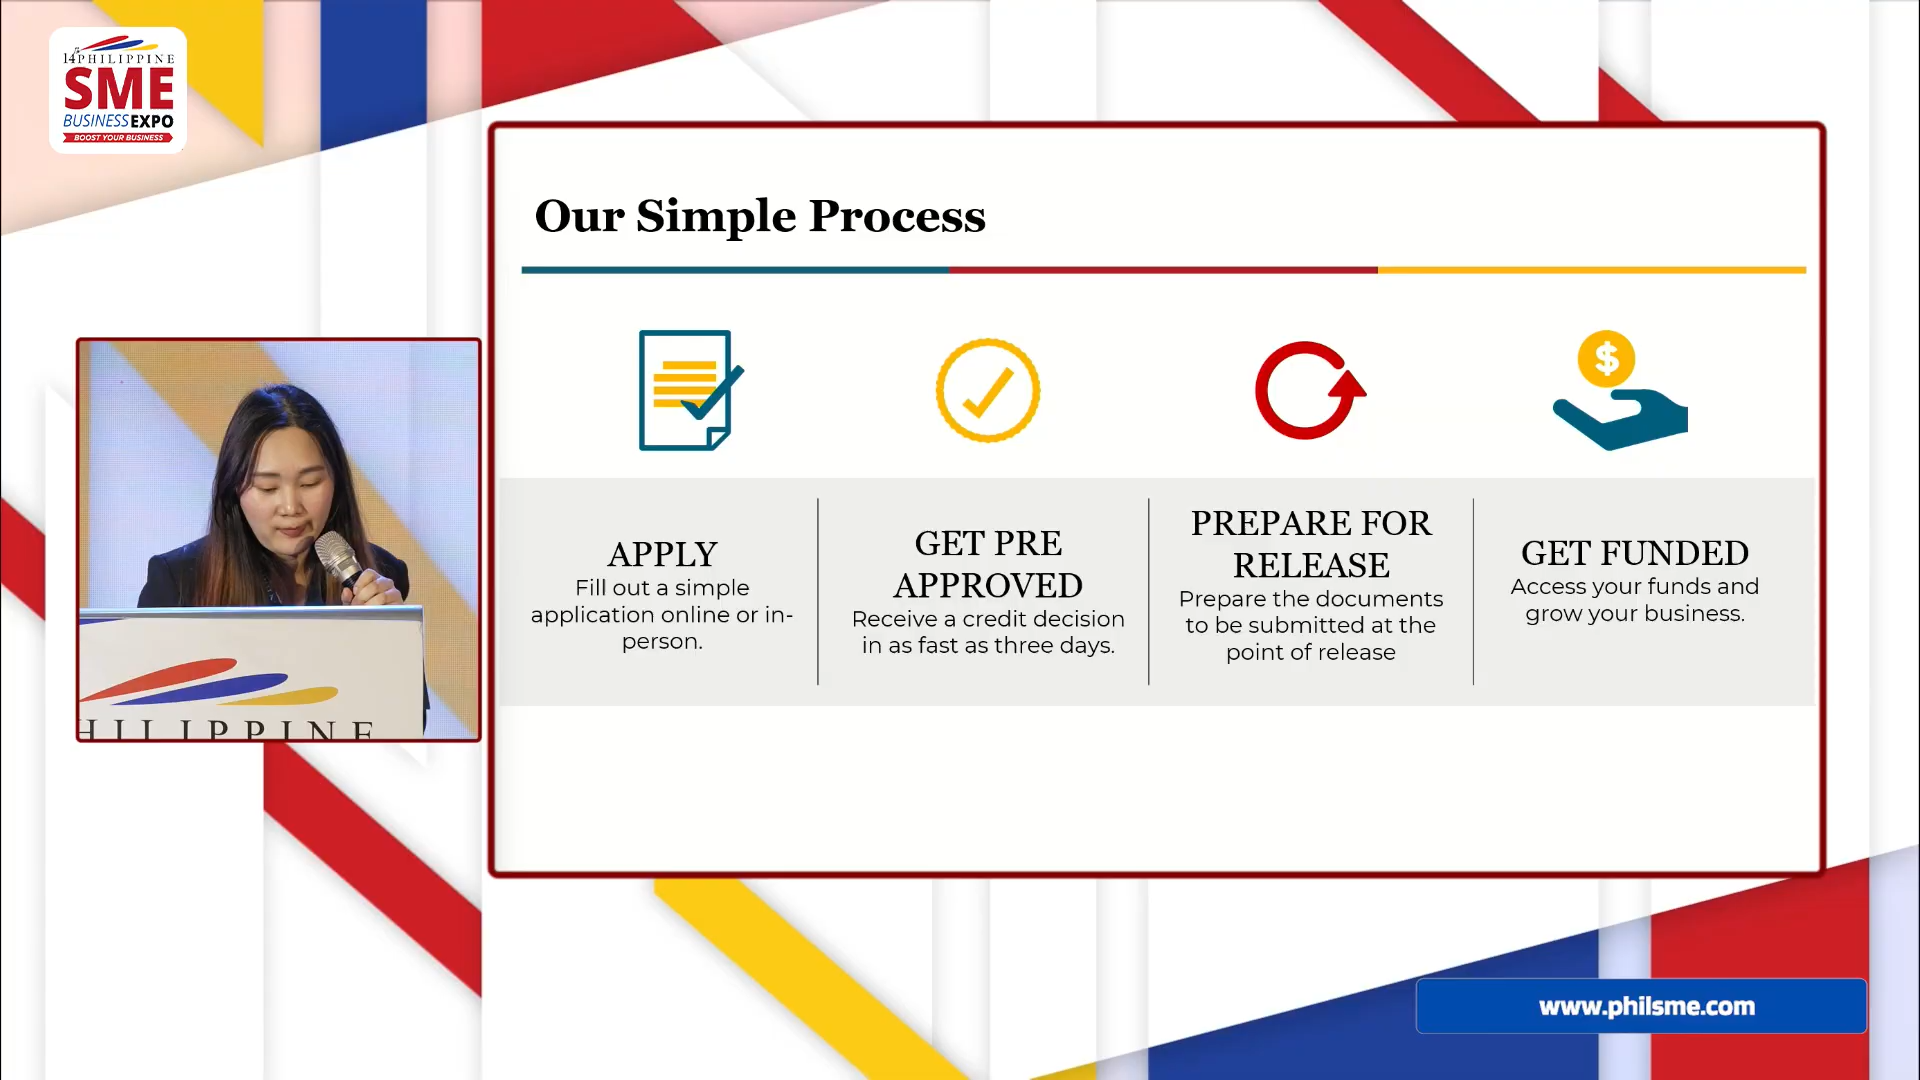 14th PHILIPPINE
SME
BUSINESS EXPO
BOOST YOUR BUSINESS
Our Simple Process
$
APPLY
Fill out a simple
application online or in-
person.
GET PRE
APPROVED
Receive a credit decision
in as fast as three days.
PREPARE FOR
RELEASE
Prepare the documents
to be submitted at the
point of release
GET FUNDED
Access your funds and
grow your business.
HILIPPINE
www.philsme.com